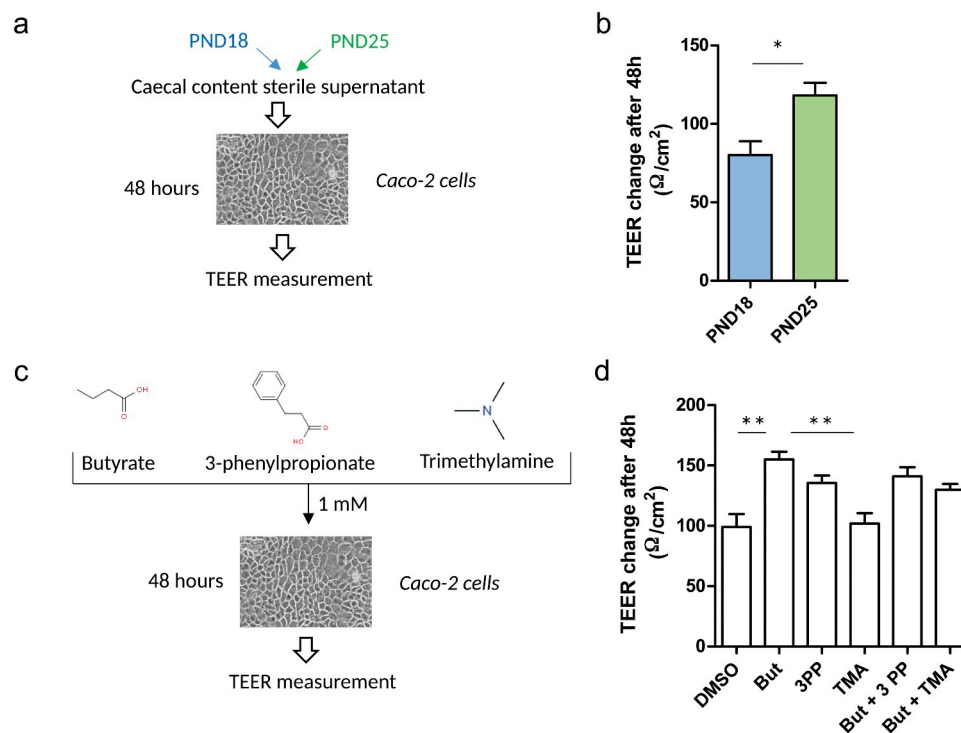 a
PND18
PND25
Caecal content sterile supernatant
48 hours
Caco-2 cells
TEER measurement
b
TEER change after 48h
(Ω/cm²)
150
100
50
0
*
PND18
PND25
c
OH
O
O
HO
N
Butyrate
3-phenylpropionate
Trimethylamine
1 mM
48 hours
Caco-2 cells
TEER measurement
d
TEER change after 48h
(Ω/cm²)
200
150
100
50
0
**
**
DMSO
But
3PP
TMA
But + 3 PP
But + TMA